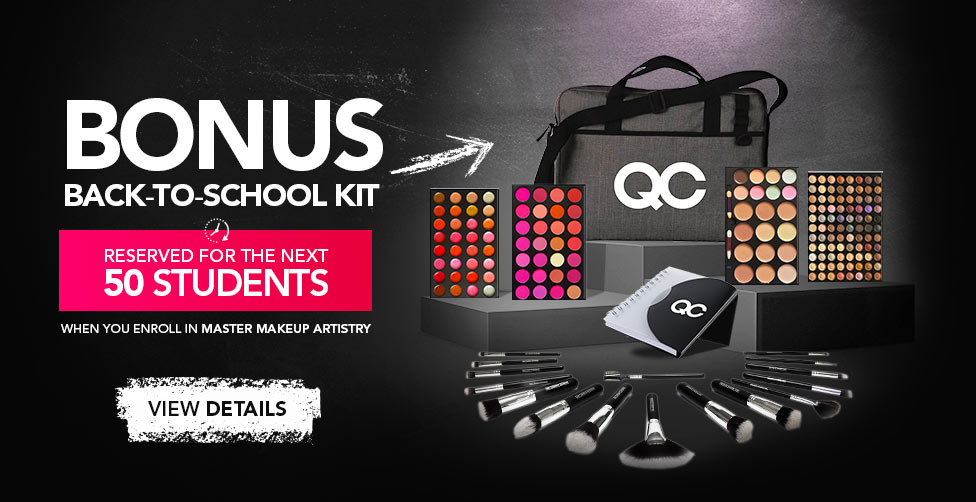 BONUS
BACK-TO-SCHOOL KIT
RESERVED FOR THE NEXT
50 STUDENTS
WHEN YOU ENROLL IN MASTER MAKEUP ARTISTRY
VIEW DETAILS
QC
QC